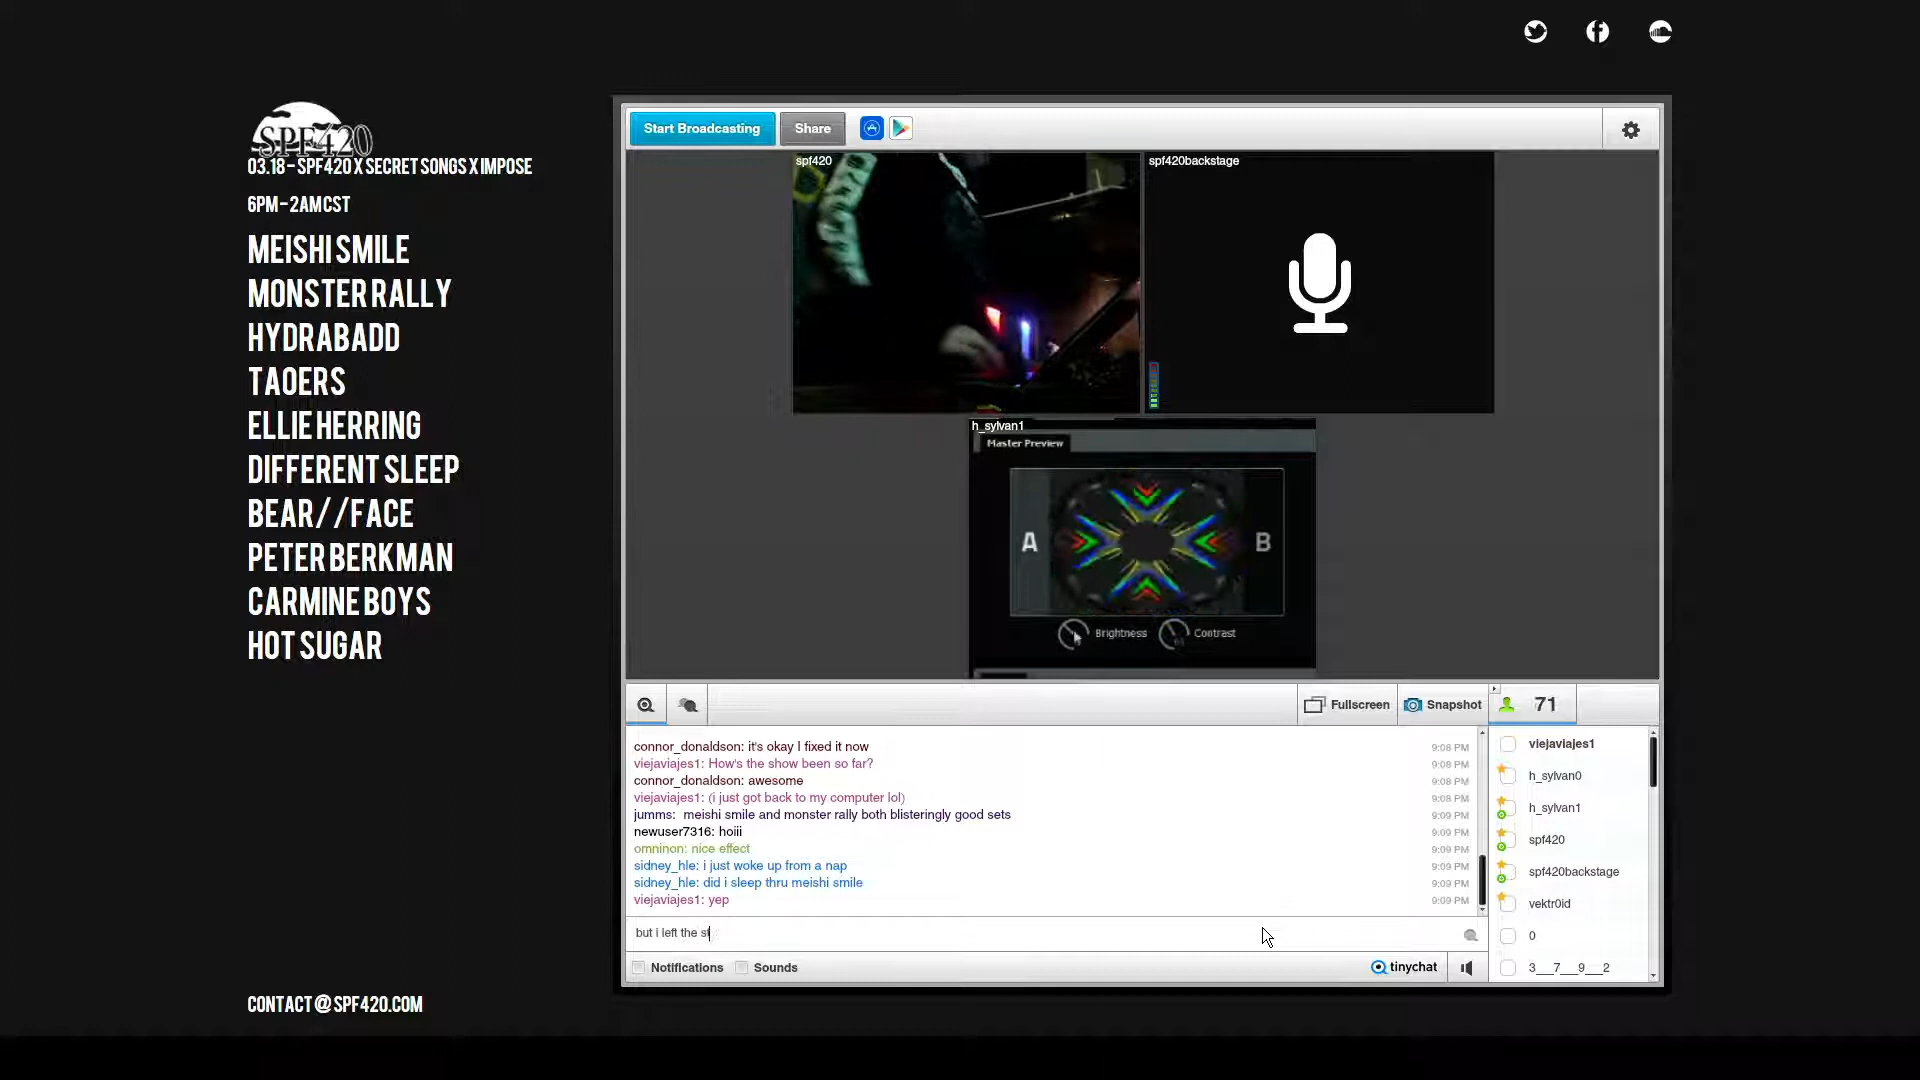 SPF420
03.18 - SPF420 X SECRET SONGS X IMPOSE
6PM - 2AM CST
MEISHI SMILE
MONSTER RALLY
HYDRABADD
TAOERS
ELLIE HERRING
DIFFERENT SLEEP
BEAR//FACE
PETER BERKMAN
CARMINE BOYS
HOT SUGAR
CONTACT@SPF420.COM
Start Broadcasting
Share
spf420
spf420backstage
h_sylvan1
Master Preview
A
B
Brightness
Contrast
Fullscreen
Snapshot
71
connor_donaldson: it's okay I fixed it now 9:08 PM
viejaviajes1: How's the show been so far? 9:08 PM
connor_donaldson: awesome 9:08 PM
viejaviajes1: (i just got back to my computer lol) 9:08 PM
jumms: meishi smile and monster rally both blisteringly good sets 9:09 PM
newuser7316: hoiii 9:09 PM
omninon: nice effect 9:09 PM
sidney_hle: i just woke up from a nap 9:09 PM
sidney_hle: did i sleep thru meishi smile 9:09 PM
viejaviajes1: yep 9:09 PM
but i left the st
Notifications
Sounds
tinychat
viejaviajes1
h_sylvan0
h_sylvan1
spf420
spf420backstage
vektr0id
0
3___7___9___2